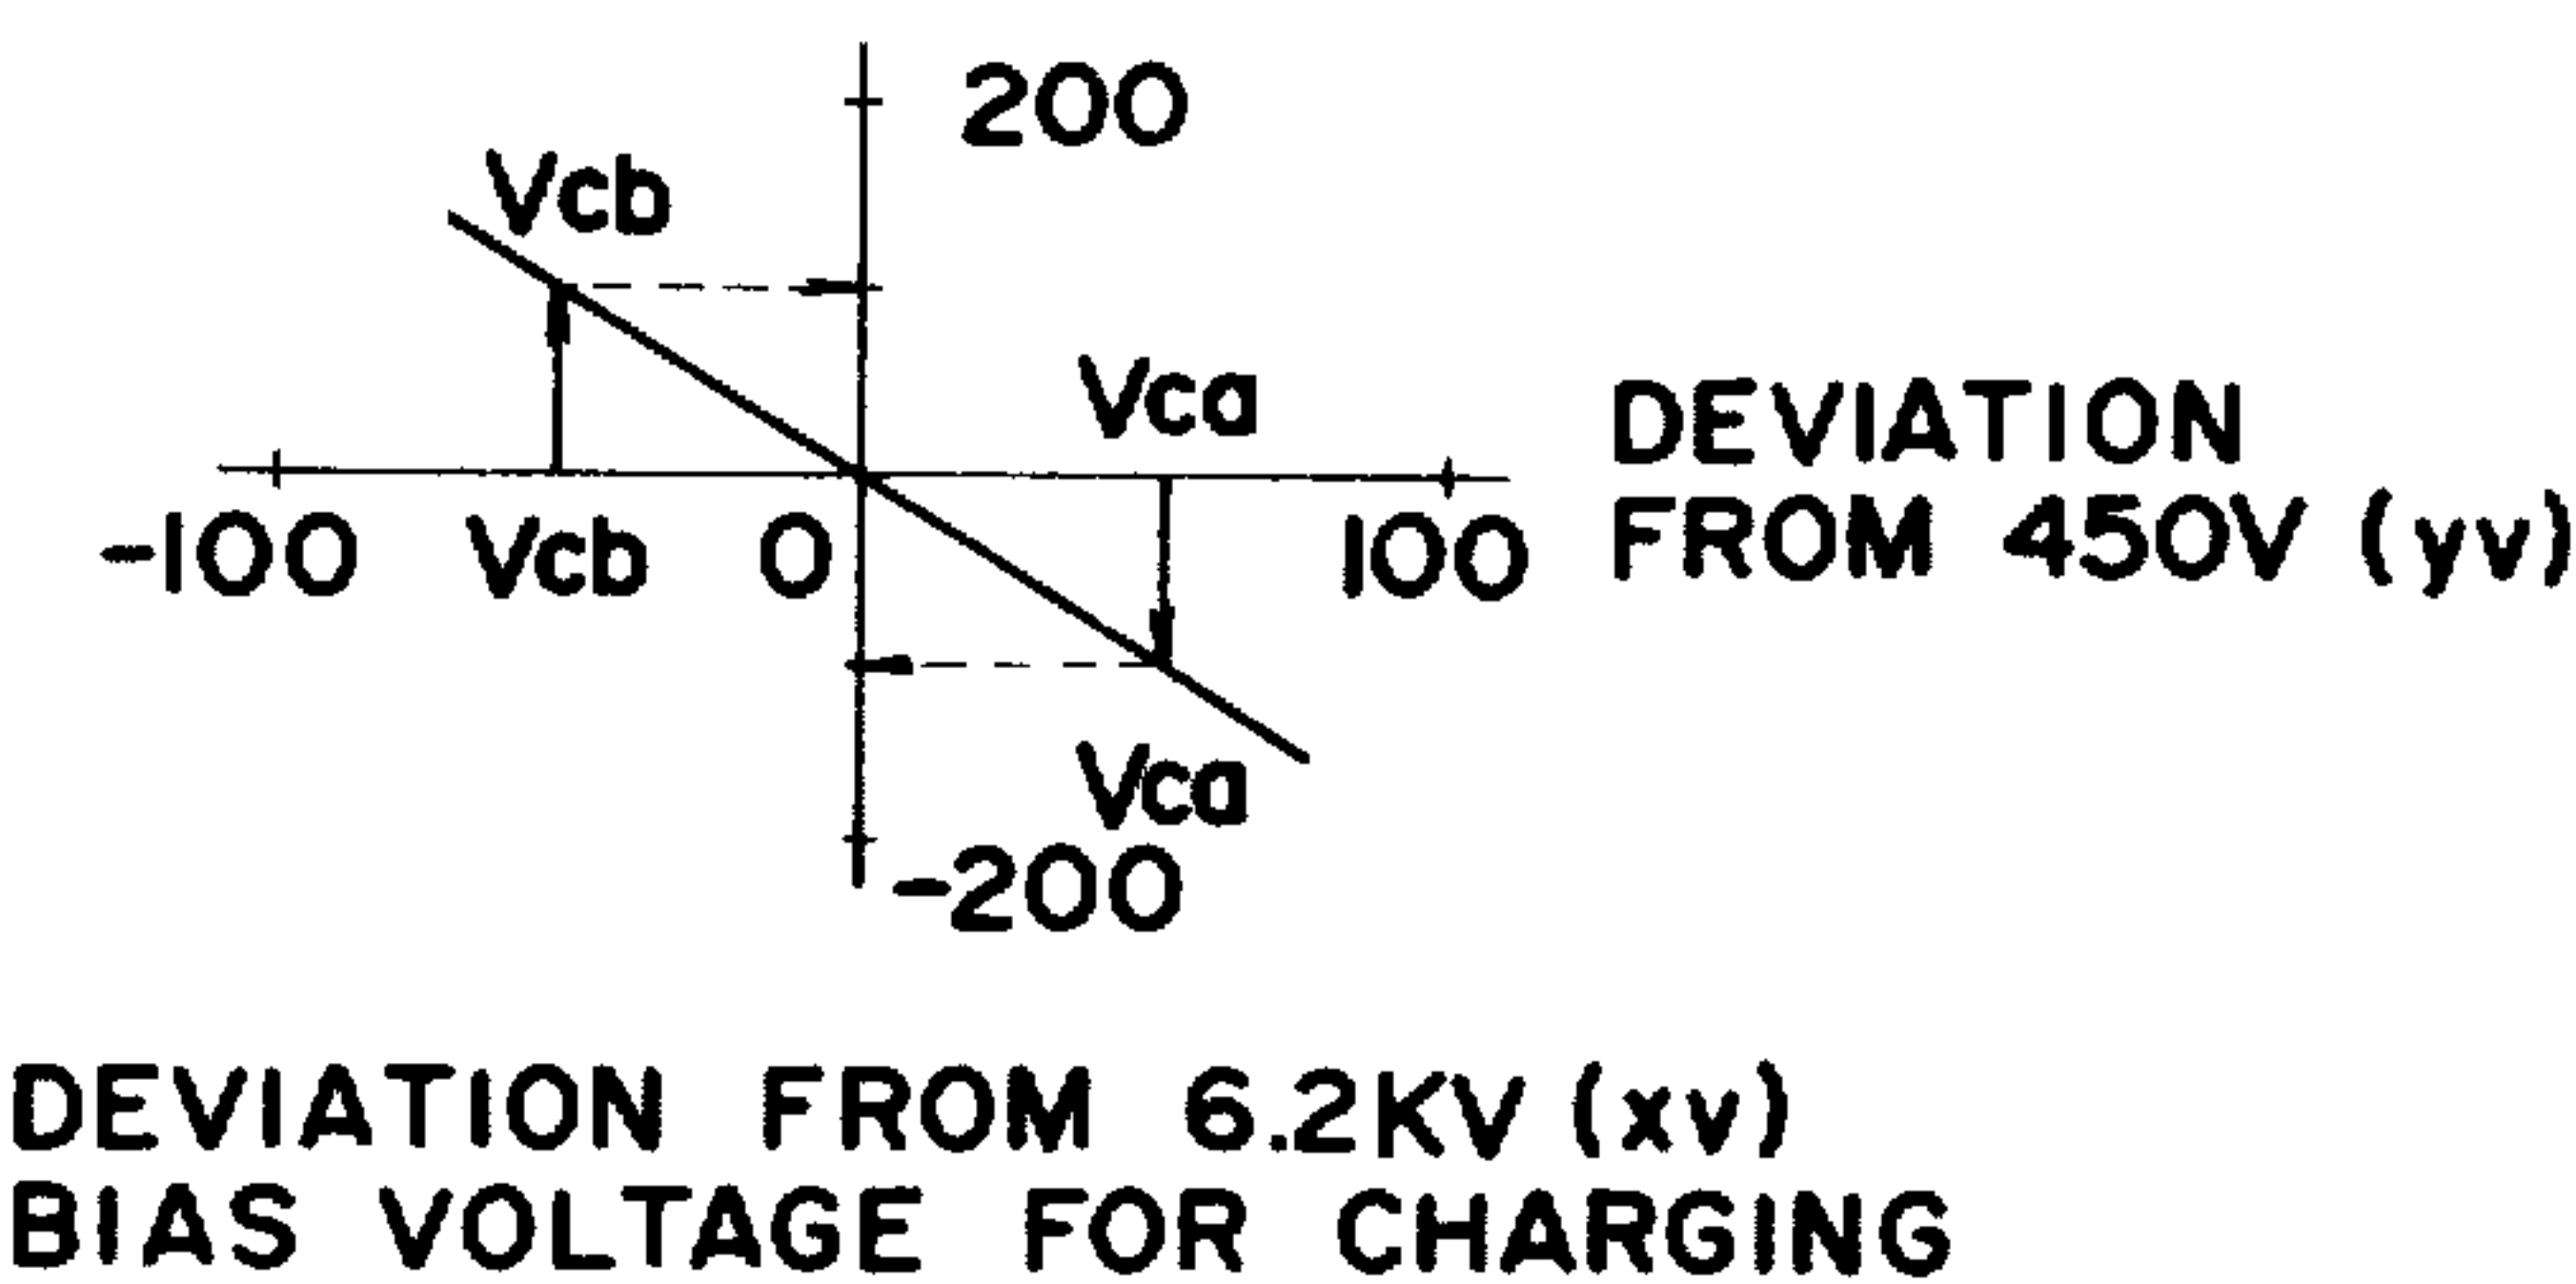 200
Vcb
Vca
DEVIATION
FROM 450V (yv)
-100
Vcb
0
100
Vca
-200
DEVIATION FROM 6.2KV (xv)
BIAS VOLTAGE FOR CHARGING